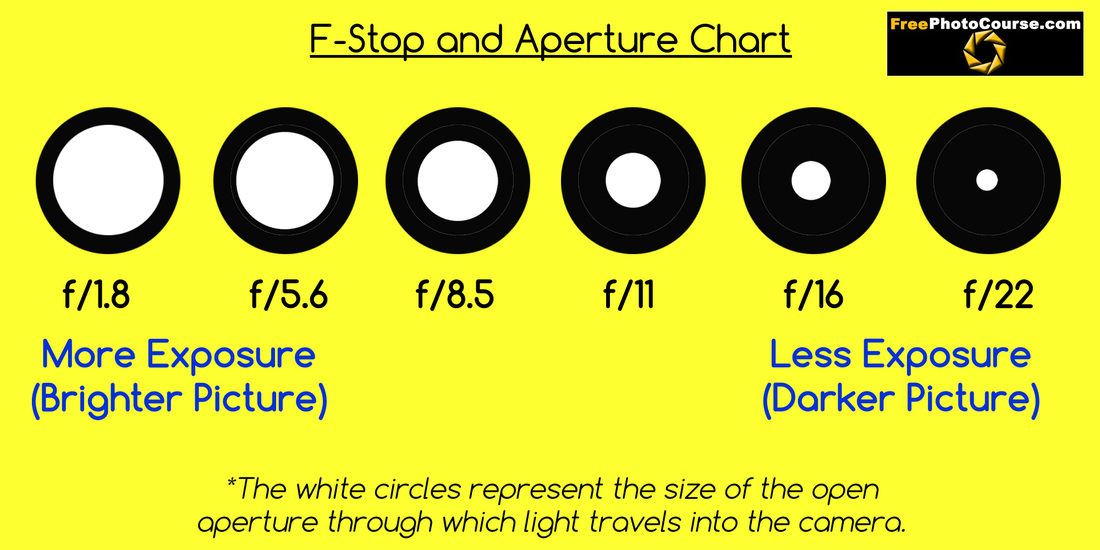 F-Stop and Aperture Chart
FreePhotoCourse.com
f/1.8 f/5.6 f/8.5 f/11 f/16 f/22
More Exposure
(Brighter Picture)
Less Exposure
(Darker Picture)
*The white circles represent the size of the open
aperture through which light travels into the camera.